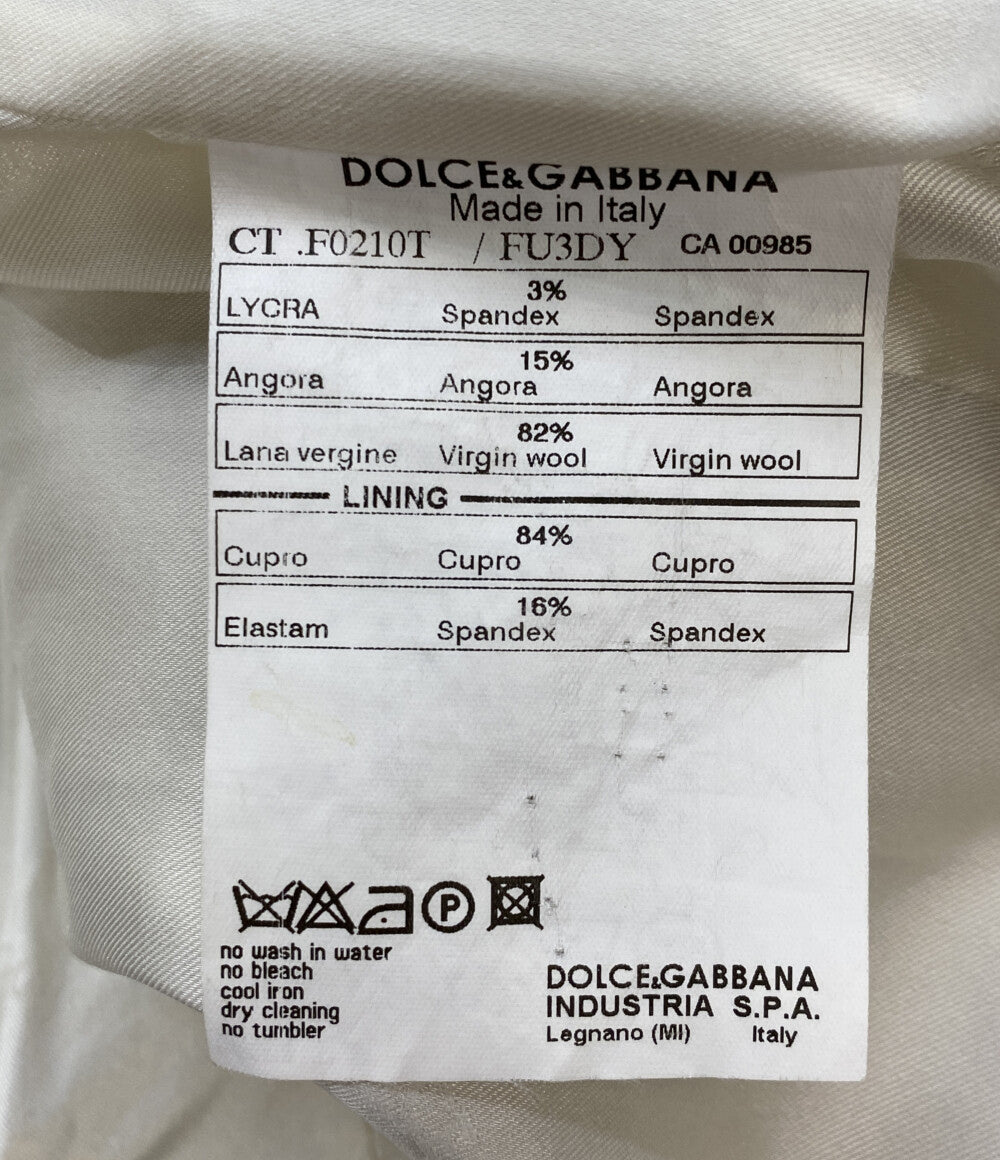 DOLCE&GABBANA
Made in Italy
CT .F0210T / FU3DY CA 00985
3%
LYCRA Spandex Spandex
15%
Angora Angora Angora
82%
Lana vergine Virgin wool Virgin wool
LINING
84%
Cupro Cupro Cupro
16%
Elastam Spandex Spandex
P
no wash in water
no bleach
cool iron
dry cleaning
no tumbler
DOLCE&GABBANA
INDUSTRIA S.P.A.
Legnano (MI) Italy